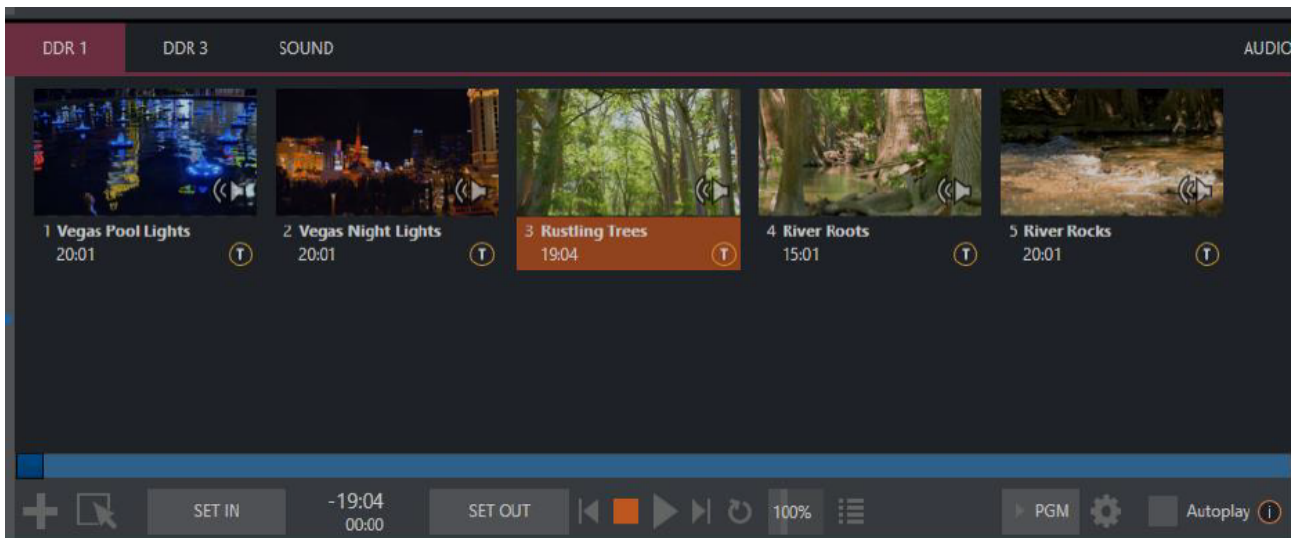 DDR 1 DDR 3 SOUND AUDIO
1 Vegas Pool Lights 2 Vegas Night Lights 3 Rustling Trees 4 River Roots 5 River Rocks
20:01 T 20:01 T 19:04 T 15:01 T 20:01 T
SET IN -19:04 SET OUT 100% PGM Autoplay i
00:00